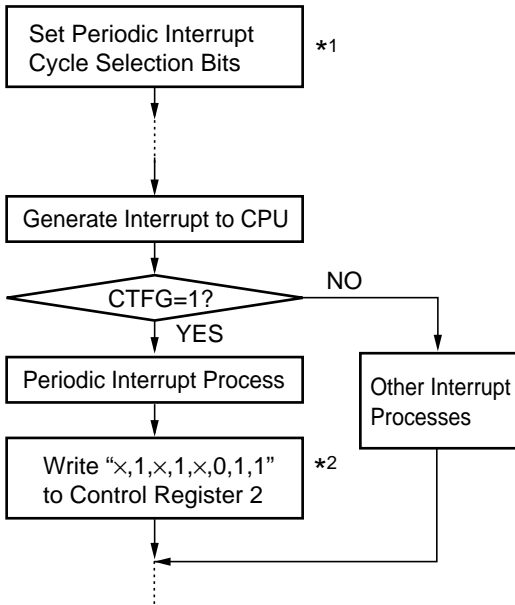 Set Periodic Interrupt
Cycle Selection Bits
*1
Generate Interrupt to CPU
CTFG=1?
NO
YES
Periodic Interrupt Process
Other Interrupt
Processes
Write “×,1,×,1,×,0,1,1”
to Control Register 2
*2